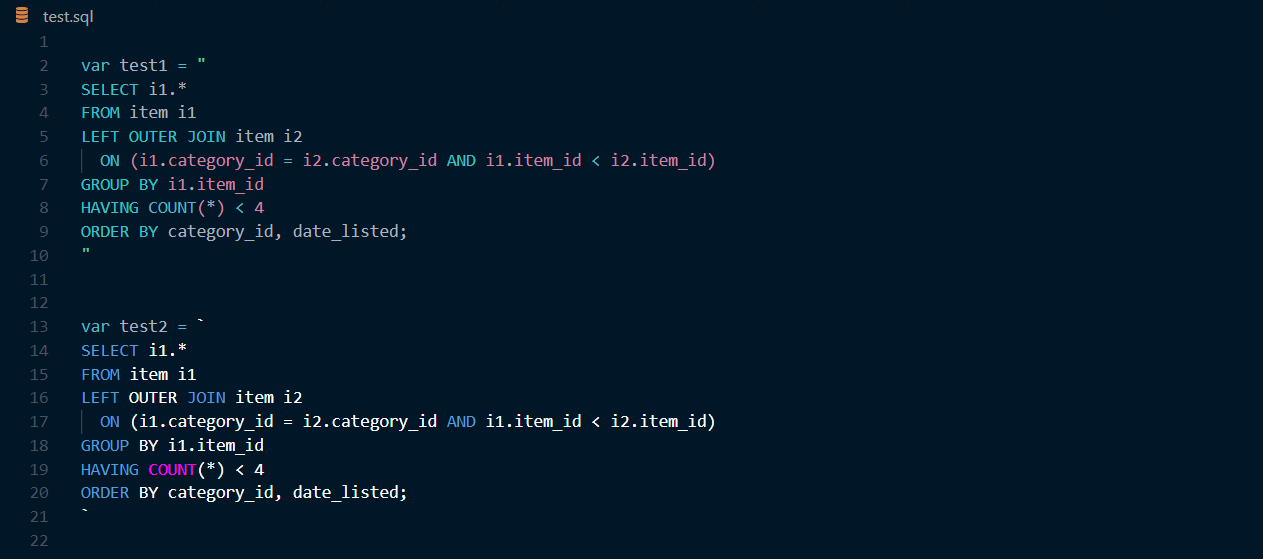 test.sql
1
2 var test1 = "
3 SELECT i1.*
4 FROM item i1
5 LEFT OUTER JOIN item i2
6 ON (i1.category_id = i2.category_id AND i1.item_id < i2.item_id)
7 GROUP BY i1.item_id
8 HAVING COUNT(*) < 4
9 ORDER BY category_id, date_listed;
10 "
11
12
13 var test2 = `
14 SELECT i1.*
15 FROM item i1
16 LEFT OUTER JOIN item i2
17 ON (i1.category_id = i2.category_id AND i1.item_id < i2.item_id)
18 GROUP BY i1.item_id
19 HAVING COUNT(*) < 4
20 ORDER BY category_id, date_listed;
21 `
22